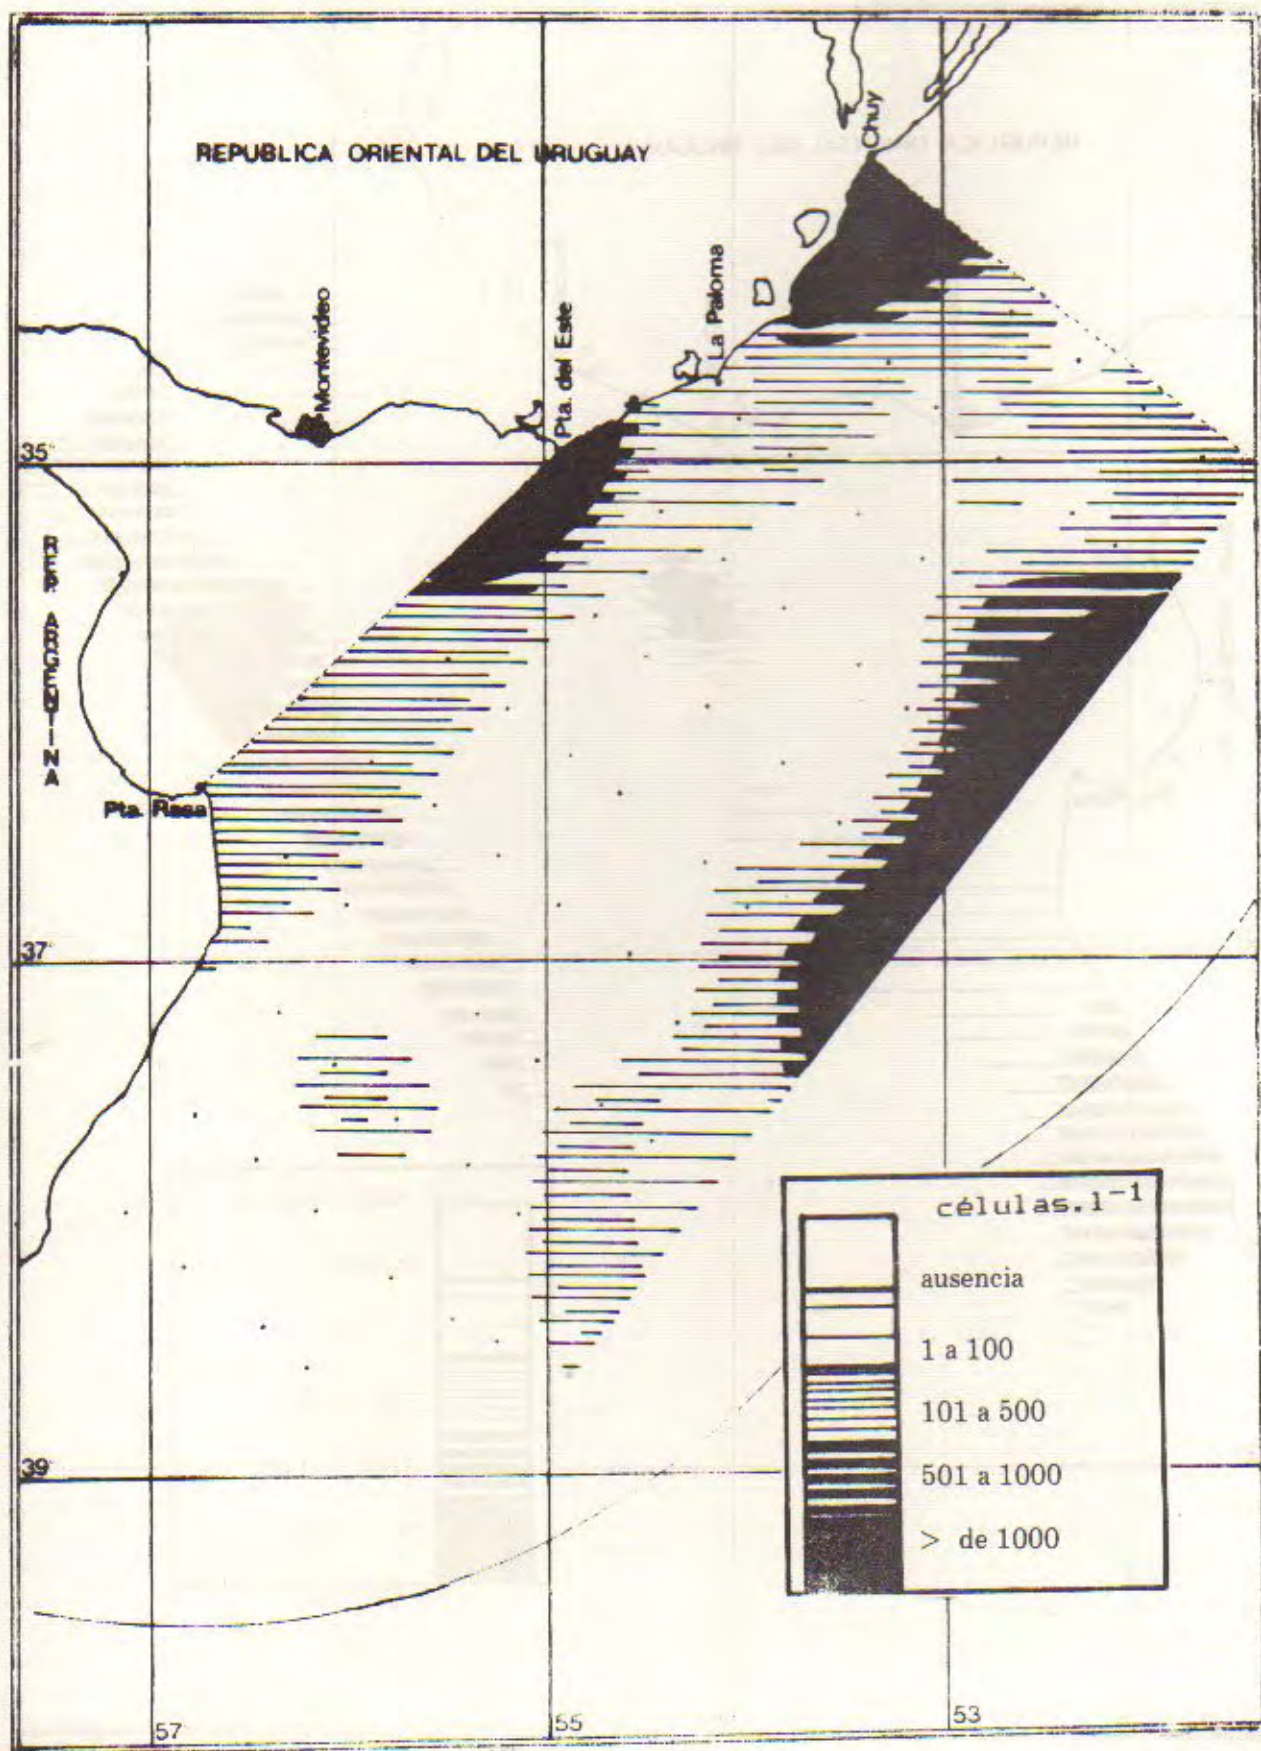 REPUBLICA ORIENTAL DEL URUGUAY
Chuy
La Paloma
Pta. del Este
Montevideo
35°
REP. ARGENTINA
Pta. Rasa
37°
células.l⁻¹
ausencia
1 a 100
101 a 500
501 a 1000
> de 1000
39
57
55
53